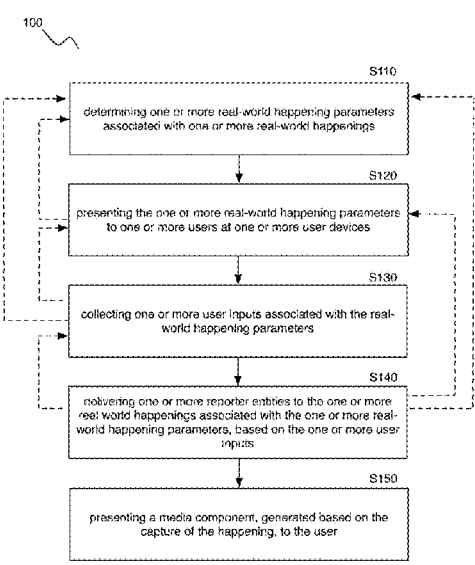 100
S110
determining one or more real-world happening parameters
associated with one or more real-world happenings
S120
presenting the one or more real-world happening parameters
to one or more users at one or more user devices
S130
collecting one or more user inputs associated with the real-
world happening parameters
S140
delivering one or more reporter entities to the one or more
real world happenings associated with the one or more real-
world happening parameters, based on the one or more user
inputs
S150
presenting a media component, generated based on the
capture of the happening, to the user